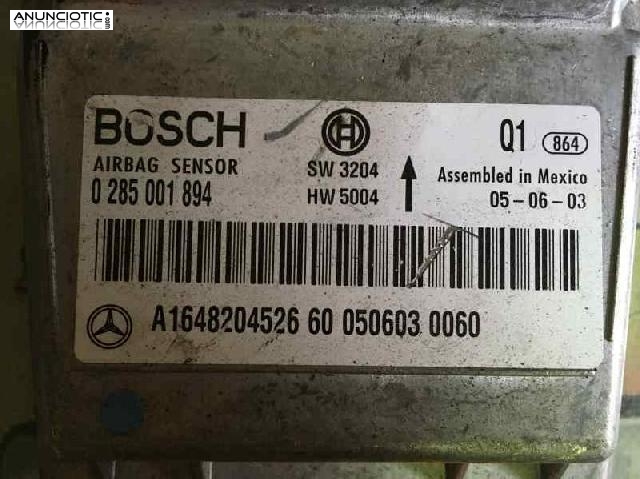 ANUNCIOTIC.COM
BOSCH
AIRBAG SENSOR
0 285 001 894
SW 3204
HW 5004
Q1 864
Assembled in Mexico
05-06-03
A1648204526 60 050603 0060